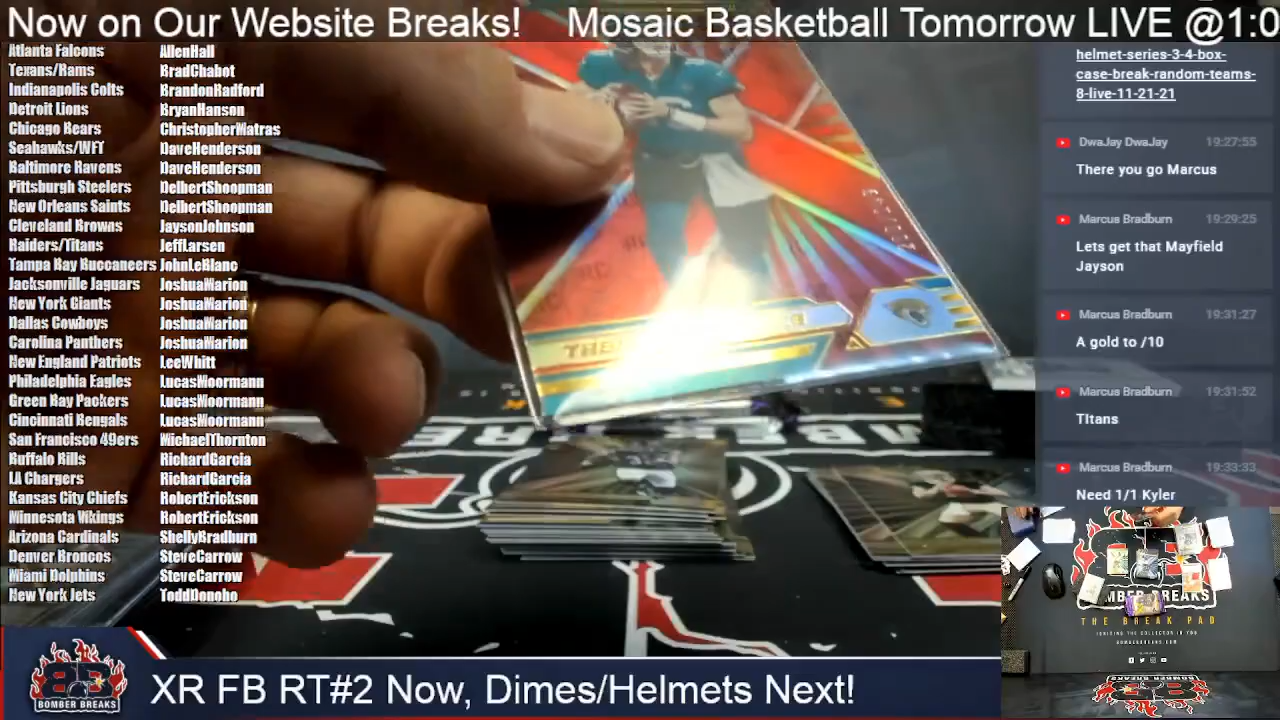 Now on Our Website Breaks! Mosaic Basketball Tomorrow LIVE @1:0
Atlanta Falcons AllenHall
Texans/Rams BradChabot
Indianapolis Colts BrandonRadford
Detroit Lions BryanHanson
Chicago Bears ChristopherMatras
Seahawks/WFT DaveHenderson
Baltimore Ravens DaveHenderson
Pittsburgh Steelers DelbertShoopman
New Orleans Saints DelbertShoopman
Cleveland Browns JaysonJohnson
Raiders/Titans JeffLarsen
Tampa Bay Buccaneers JohnLeBlanc
Jacksonville Jaguars JoshuaMarion
New York Giants JoshuaMarion
Dallas Cowboys JoshuaMarion
Carolina Panthers JoshuaMarion
New England Patriots LeeWhitt
Philadelphia Eagles LucasMoormann
Green Bay Packers LucasMoormann
Cincinnati Bengals LucasMoormann
San Francisco 49ers MichaelThornton
Buffalo Bills RichardGarcia
LA Chargers RichardGarcia
Kansas City Chiefs RobertErickson
Minnesota Vikings RobertErickson
Arizona Cardinals ShellyBradburn
Denver Broncos SteveCarrow
Miami Dolphins SteveCarrow
New York Jets ToddDonoho
helmet-series-3-4-box-
case-break-random-teams-
8-live-11-21-21
DwaJay DwaJay 19:27:55
There you go Marcus
Marcus Bradburn 19:29:25
Lets get that Mayfield
Jayson
Marcus Bradburn 19:31:27
A gold to /10
Marcus Bradburn 19:31:52
TItans
Marcus Bradburn 19:33:33
Need 1/1 Kyler
BOMBER BREAKS
THE BREAK PAD
BOMBER BREAKS
XR FB RT#2 Now, Dimes/Helmets Next!
BOMBER BREAKS